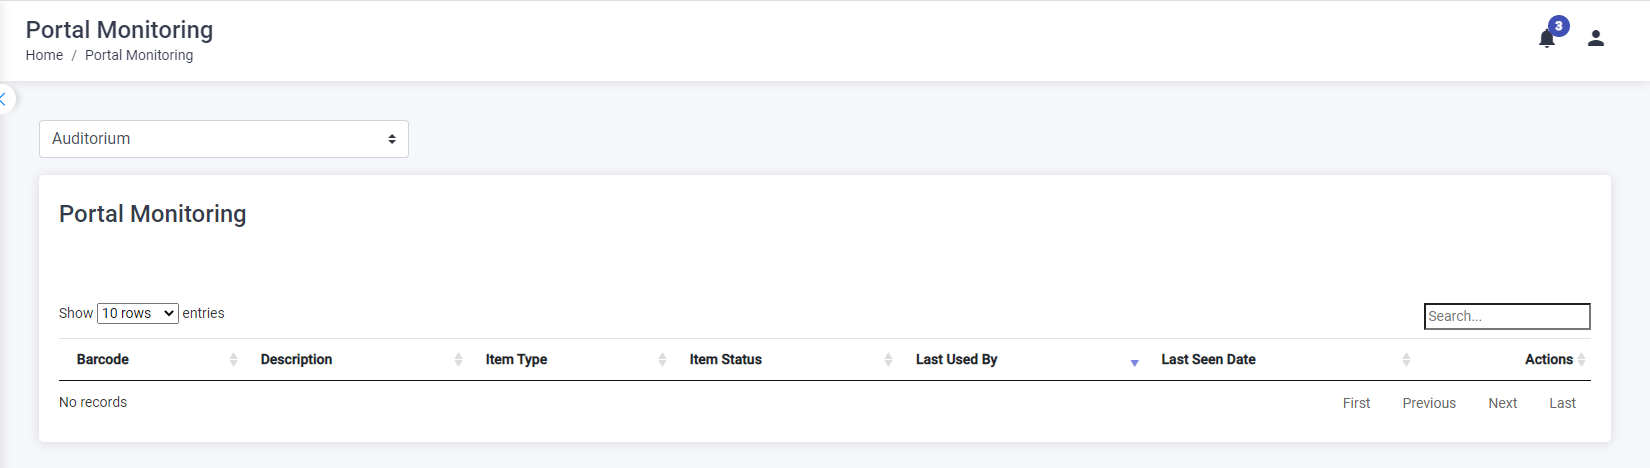 Portal Monitoring
3
Home / Portal Monitoring
Auditorium
Portal Monitoring
Show 10 rows entries
Search...
Barcode Description Item Type Item Status Last Used By Last Seen Date Actions
No records
First Previous Next Last